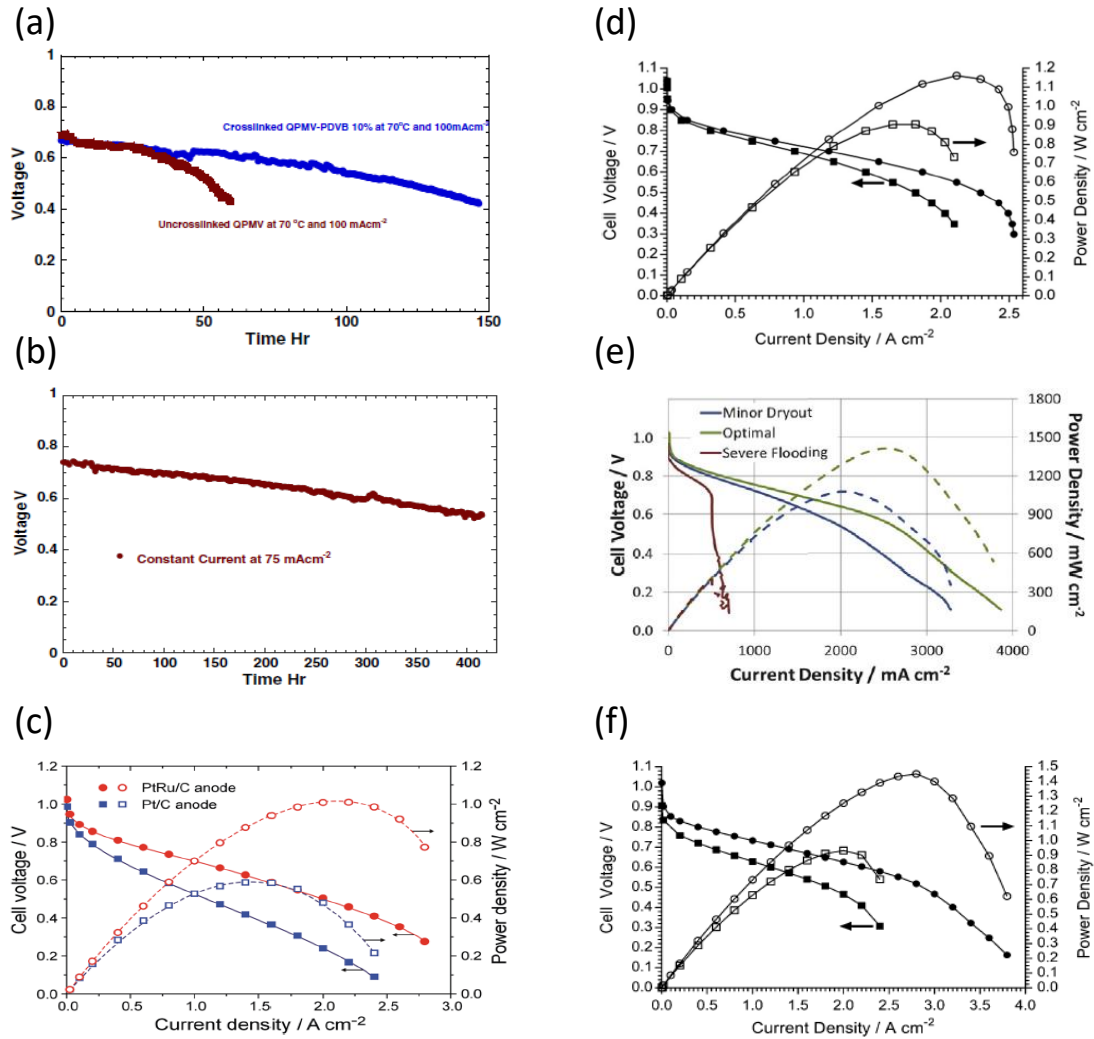 (a)
1
0.8
0.6
0.4
0.2
0
Voltage V
Crosslinked QPMV-PDVB 10% at 70°C and 100mAcm⁻²
Uncrosslinked QPMV at 70 °C and 100 mAcm⁻²
0 50 100 150
Time Hr
(d)
1.1
1.0
0.9
0.8
0.7
0.6
0.5
0.4
0.3
0.2
0.1
0.0
Cell Voltage / V
1.2
1.1
1.0
0.9
0.8
0.7
0.6
0.5
0.4
0.3
0.2
0.1
0.0
Power Density / W cm⁻²
0.0 0.5 1.0 1.5 2.0 2.5
Current Density / A cm⁻²
(b)
1
0.8
0.6
0.4
0.2
0
Voltage V
Constant Current at 75 mAcm⁻²
0 50 100 150 200 250 300 350 400
Time Hr
(e)
1.0
0.8
0.6
0.4
0.2
0.0
Cell Voltage / V
Minor Dryout
Optimal
Severe Flooding
1800
1500
1200
900
600
300
0
Power Density / mW cm⁻²
0 1000 2000 3000 4000
Current Density / mA cm⁻²
(c)
1.2
1.0
0.8
0.6
0.4
0.2
0.0
Cell voltage / V
PtRu/C anode
Pt/C anode
1.2
1.0
0.8
0.6
0.4
0.2
0.0
Power density / W cm⁻²
0.0 0.5 1.0 1.5 2.0 2.5 3.0
Current density / A cm⁻²
(f)
1.1
1.0
0.9
0.8
0.7
0.6
0.5
0.4
0.3
0.2
0.1
0.0
Cell Voltage / V
1.5
1.4
1.3
1.2
1.1
1.0
0.9
0.8
0.7
0.6
0.5
0.4
0.3
0.2
0.1
0.0
Power Density / W cm⁻²
0.0 0.5 1.0 1.5 2.0 2.5 3.0 3.5 4.0
Current Density / A cm⁻²